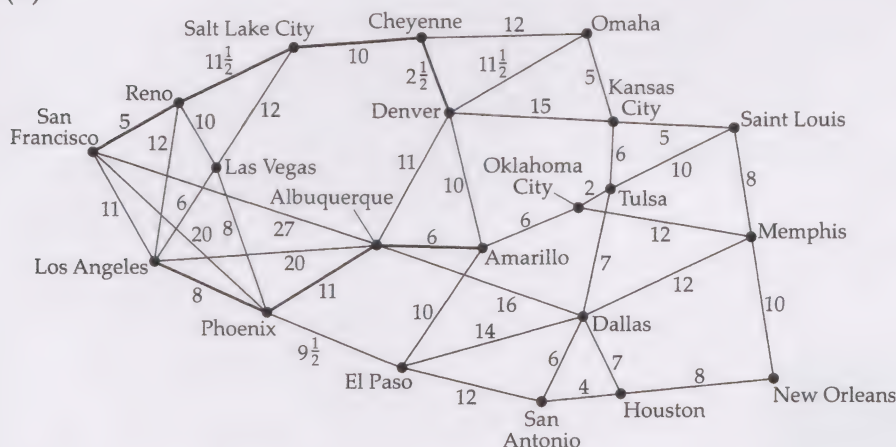 Salt Lake City
Cheyenne
12
Omaha
11½
10
2½
11½
5
Kansas
City
Reno
San
Francisco
5
12
10
12
Denver
15
5
Saint Louis
Las Vegas
11
10
Oklahoma
City
6
10
2
Tulsa
8
Albuquerque
11
6
20
8
27
6
6
12
Memphis
Los Angeles
20
Amarillo
7
8
11
16
12
10
10
Phoenix
14
Dallas
9½
El Paso
6
7
12
4
8
New Orleans
San
Antonio
Houston